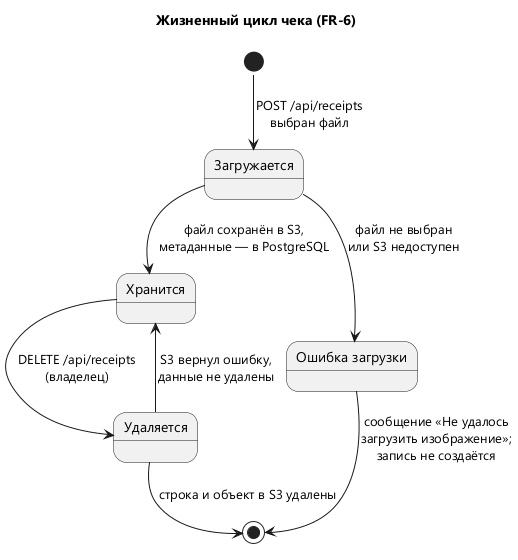 Жизненный цикл чека (FR-6)
POST /api/receipts
выбран файл
Загружается
файл сохранён в S3,
метаданные — в PostgreSQL
файл не выбран
или S3 недоступен
Хранится
Ошибка загрузки
DELETE /api/receipts
(владелец)
S3 вернул ошибку,
данные не удалены
Удаляется
сообщение «Не удалось
загрузить изображение»;
запись не создаётся
строка и объект в S3 удалены